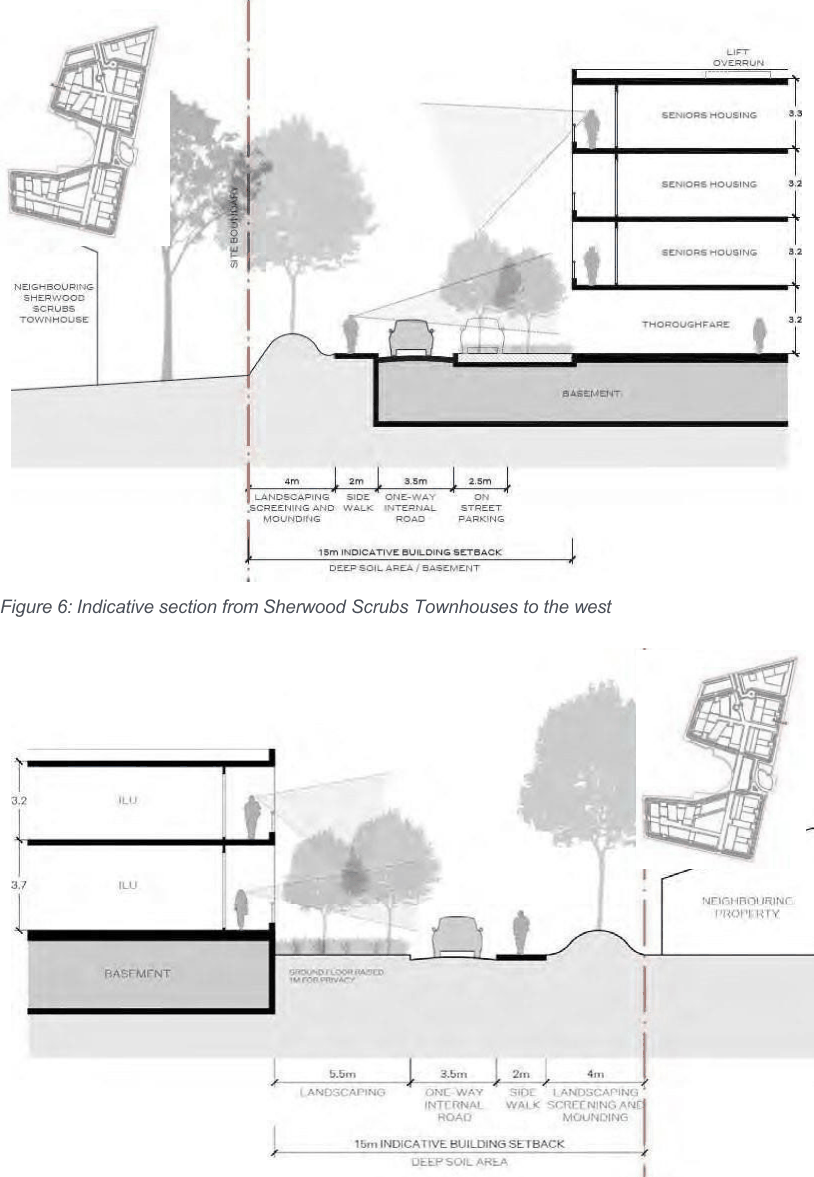 LIFT
OVERRUN
SENIORS HOUSING
3.3
SITE BOUNDARY
SENIORS HOUSING
3.2
SENIORS HOUSING
3.2
NEIGHBOURING
SHERWOOD
SCRUBS
TOWNHOUSE
THOROUGHFARE
3.2
BASEMENT
4m 2m 3.5m 2.5m
LANDSCAPING SIDE ONE-WAY ON
SCREENING AND WALK INTERNAL STREET
MOUNDING ROAD PARKING
15m INDICATIVE BUILDING SETBACK
DEEP SOIL AREA / BASEMENT
Figure 6: Indicative section from Sherwood Scrubs Townhouses to the west
3.2
ILU
3.7
ILU
NEIGHBOURING
PROPERTY
BASEMENT
GROUND FLOOR RAISED
1M FOR PRIVACY
5.5m 3.5m 2m 4m
LANDSCAPING ONE-WAY SIDE LANDSCAPING
INTERNAL WALK SCREENING AND
ROAD MOUNDING
15m INDICATIVE BUILDING SETBACK
DEEP SOIL AREA